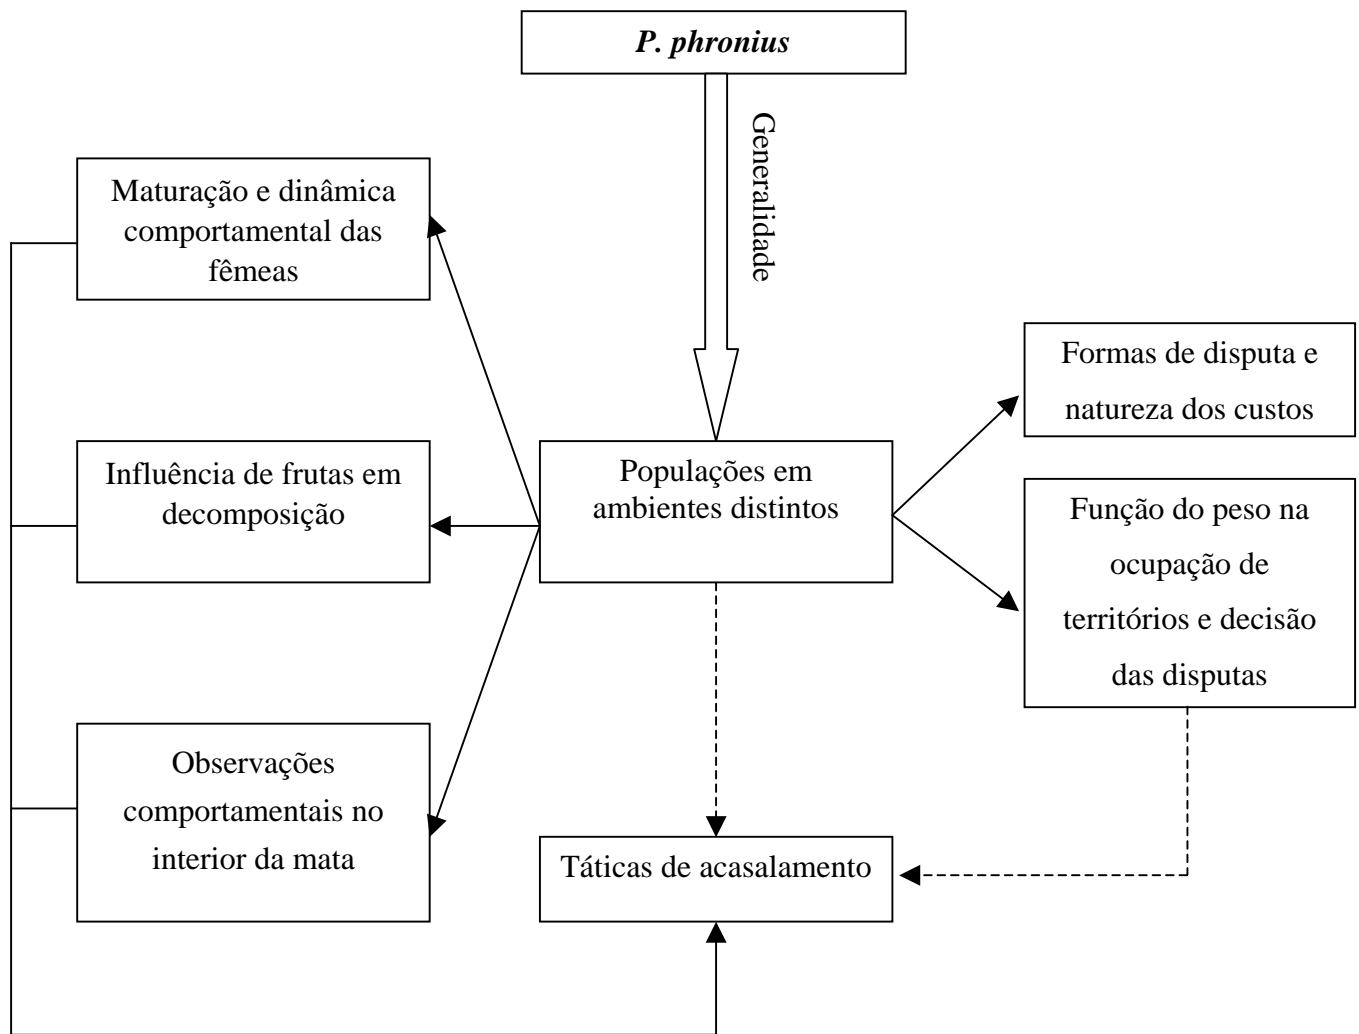 P. phronius
Generalidade
Maturação e dinâmica
comportamental das
fêmeas
Formas de disputa e
natureza dos custos
Influência de frutas em
decomposição
Populações em
ambientes distintos
Função do peso na
ocupação de
territórios e decisão
das disputas
Observações
comportamentais no
interior da mata
Táticas de acasalamento